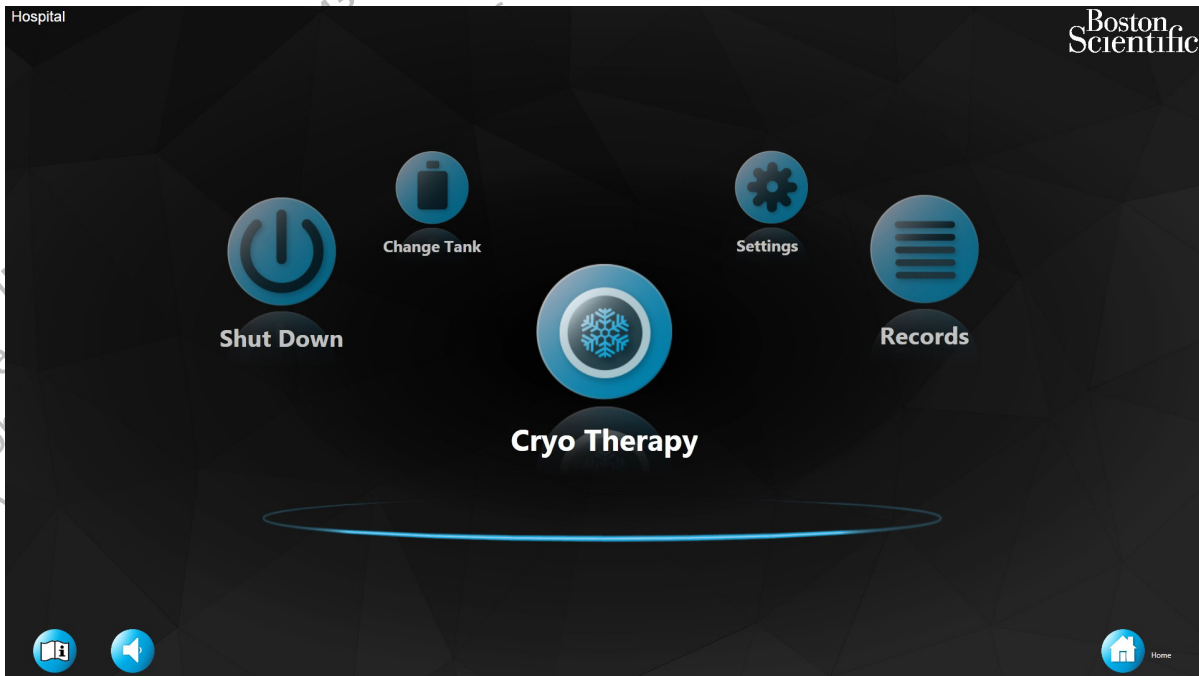 Hospital
Boston
Scientific
Change Tank
Settings
Shut Down
Records
Cryo Therapy
Home